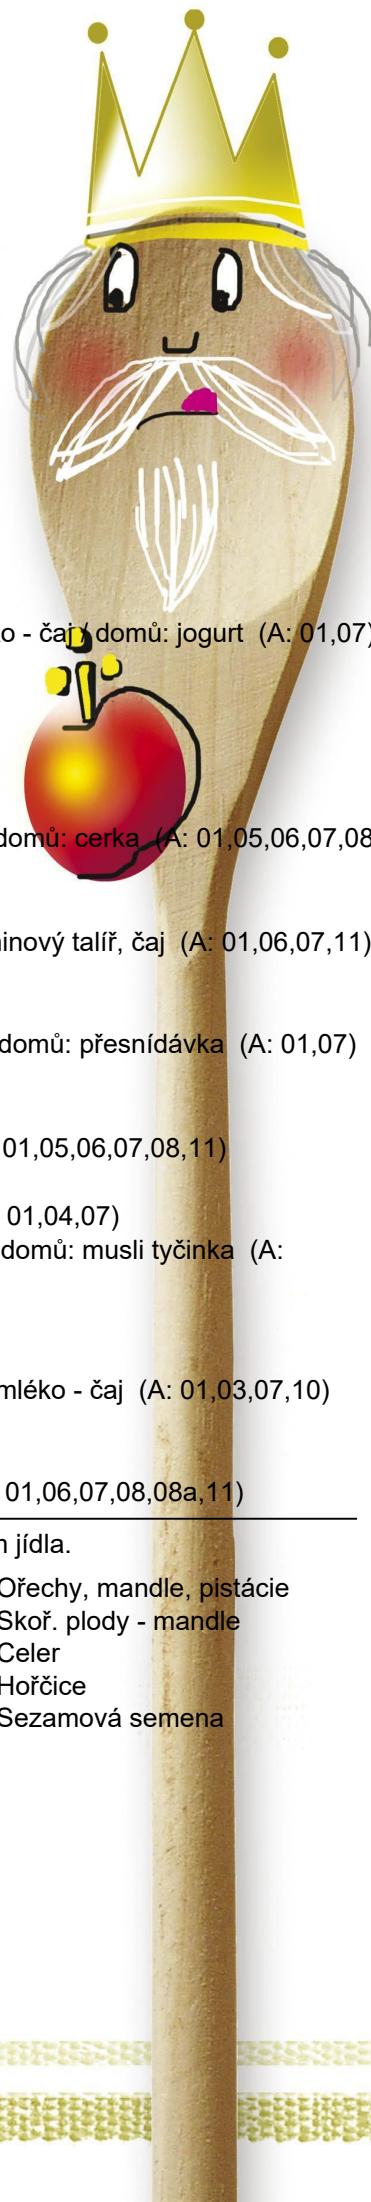 o - čaj / domů: jogurt (A: 01,07)
domů: cerka (A: 01,05,06,07,08
inový talíř, čaj (A: 01,06,07,11)
domů: přesnídávka (A: 01,07)
01,05,06,07,08,11)
01,04,07)
domů: musli tyčinka (A:
mléko - čaj (A: 01,03,07,10)
01,06,07,08,08a,11)
jídla.
Ořechy, mandle, pistácie
Skoř. plody - mandle
Celer
Hořčice
Sezamová semena